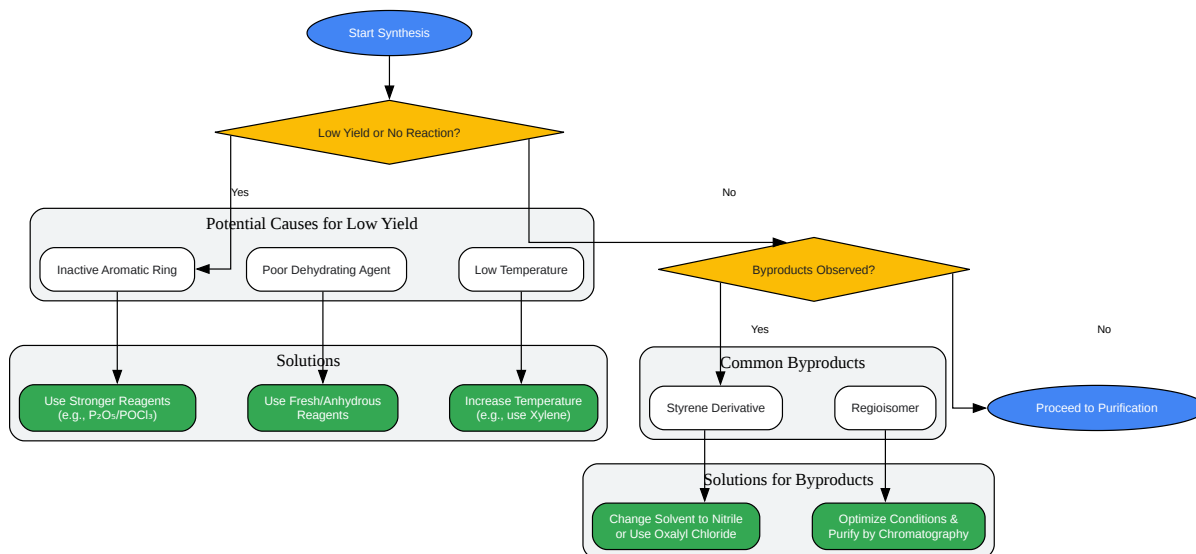 Start Synthesis
Low Yield or No Reaction?
Yes
No
Potential Causes for Low Yield
Inactive Aromatic Ring
Poor Dehydrating Agent
Low Temperature
Byproducts Observed?
Yes
No
Solutions
Use Stronger Reagents
(e.g., P₂O₅/POCl₃)
Use Fresh/Anhydrous
Reagents
Increase Temperature
(e.g., use Xylene)
Common Byproducts
Styrene Derivative
Regioisomer
Proceed to Purification
Solutions for Byproducts
Change Solvent to Nitrile
or Use Oxalyl Chloride
Optimize Conditions &
Purify by Chromatography